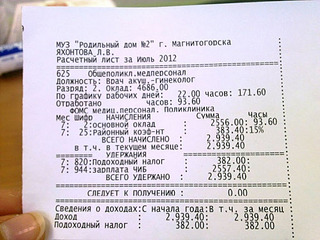 МУЗ "Родильный дом №2" г. Магнитогорска
ЯХОНТОВА Л.В.
Расчетный лист за Июль 2012
625 Общеполикл.медперсонал
Должность: Врач акуш.-гинеколог
Разряд: 2. Оклад: 4686,00
По графику рабочих дней: 22.00 часов: 171.60
Отработано часов: 93.60
ФОМС медиц.персонал. Поликлиника
Мес Шифр НАЧИСЛЕНИЯ Сумма Часы
7: 2:основной оклад: 2556.00: 93.60
7: 25:Районный коэф-нт : 383.40:15%
ВСЕГО НАЧИСЛЕНО : 2.939.40
в т.ч. в текущем месяце: 2.939.40
УДЕРЖАНИЯ
7: 820:Подоходный налог : 382.00:
7: 944:зарплата ЧИБ : 2557.40:
ВСЕГО УДЕРЖАНО : 2.939.40
СЛЕДУЕТ К ПОЛУЧЕНИЮ : 0.00
Сведения о доходах:С начала года:В т.ч. за месяц
Доход : 2.939.40: 2.939.40
Подоходный налог : 382.00: 382.00